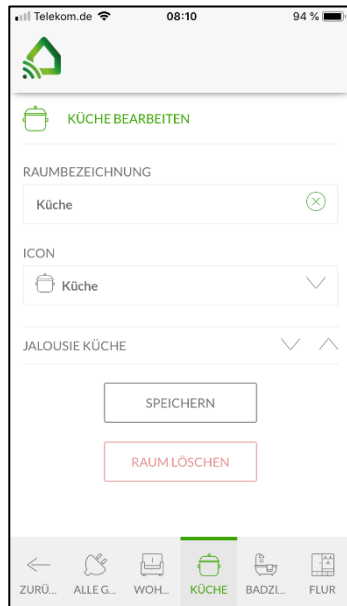 Telekom.de 08:10 94 %
KÜCHE BEARBEITEN
RAUMBEZEICHNUNG
Küche
ICON
Küche
JALOUSIE KÜCHE
SPEICHERN
RAUM LÖSCHEN
ZURÜ... ALLE G... WOH... KÜCHE BADZI... FLUR